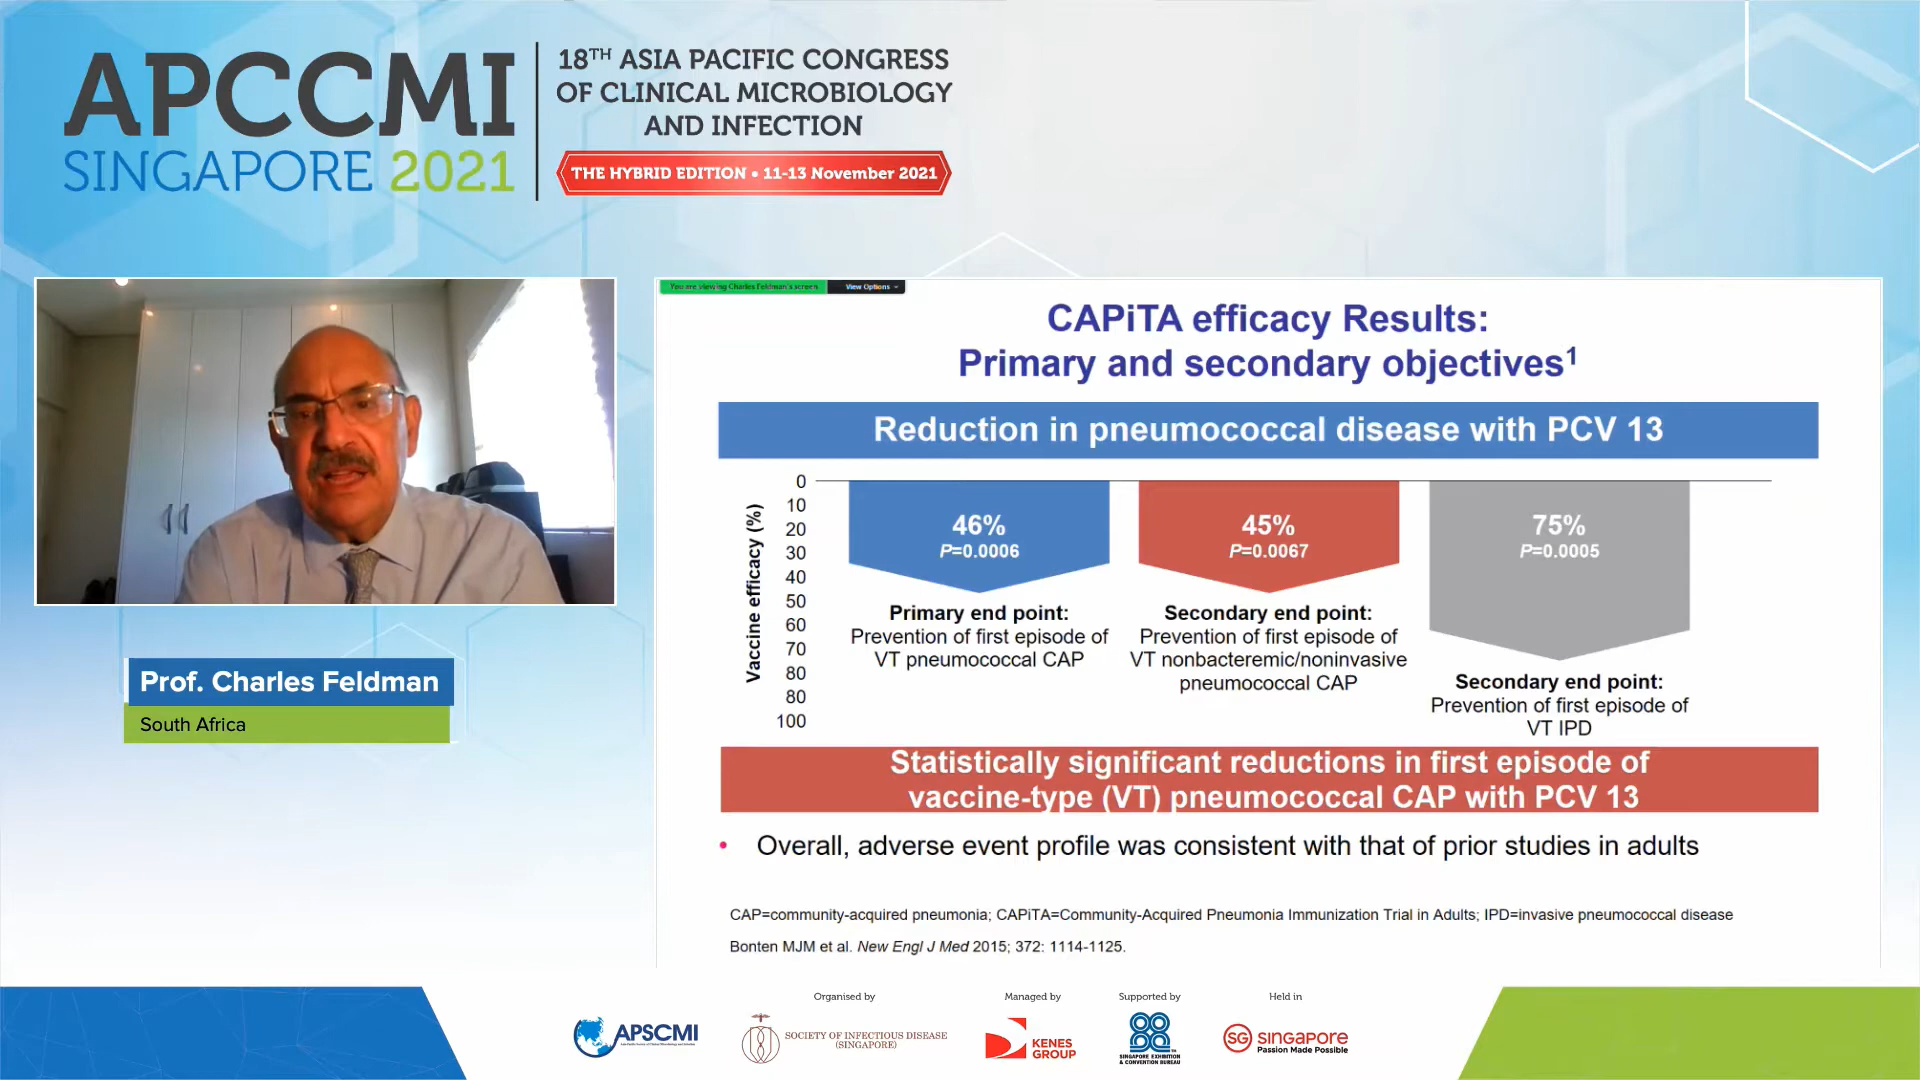 APCCMI
SINGAPORE 2021
18TH ASIA PACIFIC CONGRESS
OF CLINICAL MICROBIOLOGY
AND INFECTION
THE HYBRID EDITION • 11-13 November 2021
You are viewing Charles Feldman's screen
View Options
CAPiTA efficacy Results:
Primary and secondary objectives1
Reduction in pneumococcal disease with PCV 13
Vaccine efficacy (%)
0
10
20
30
40
50
60
70
80
80
100
46%
P=0.0006
Primary end point:
Prevention of first episode of
VT pneumococcal CAP
45%
P=0.0067
Secondary end point:
Prevention of first episode of
VT nonbacteremic/noninvasive
pneumococcal CAP
75%
P=0.0005
Secondary end point:
Prevention of first episode of
VT IPD
Statistically significant reductions in first episode of
vaccine-type (VT) pneumococcal CAP with PCV 13
• Overall, adverse event profile was consistent with that of prior studies in adults
CAP=community-acquired pneumonia; CAPiTA=Community-Acquired Pneumonia Immunization Trial in Adults; IPD=invasive pneumococcal disease
Bonten MJM et al. New Engl J Med 2015; 372: 1114-1125.
Prof. Charles Feldman
South Africa
APSCMI
Organised by
SOCIETY OF INFECTIOUS DISEASE
(SINGAPORE)
Managed by
KENES
GROUP
Supported by
SINGAPORE EXHIBITION
& CONVENTION BUREAU
Held in
SG SINGAPORE
Passion Made Possible